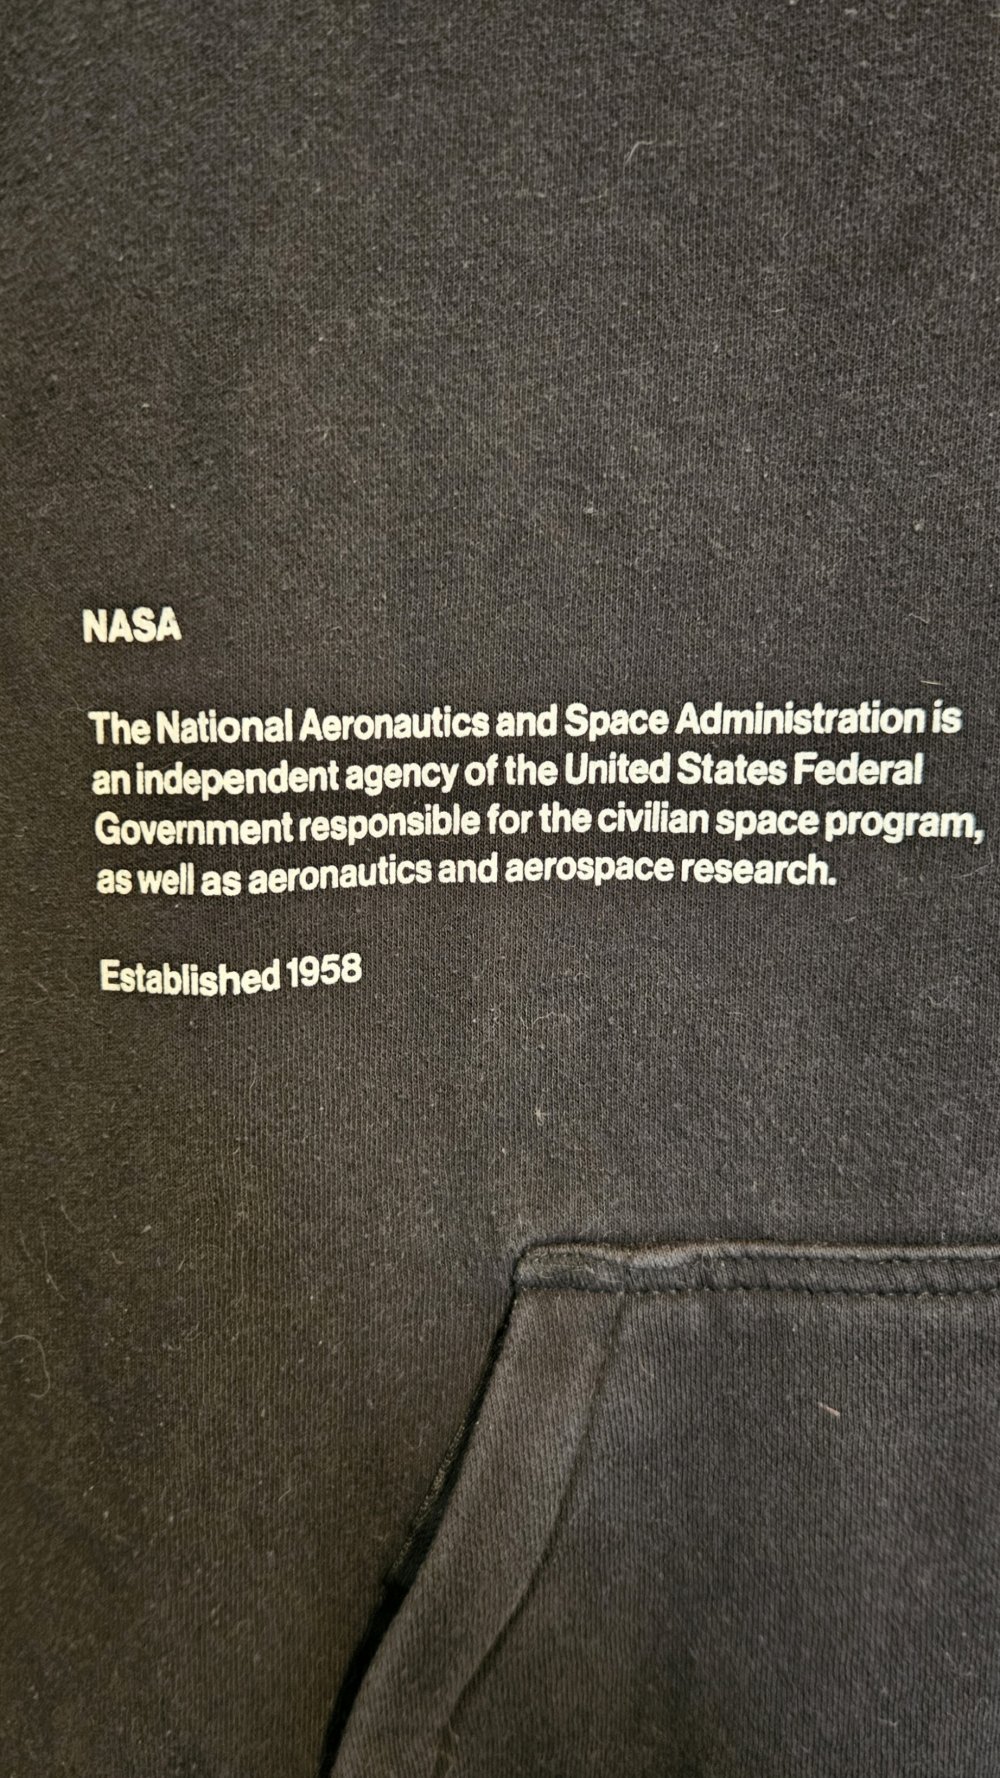 NASA
The National Aeronautics and Space Administration is
an independent agency of the United States Federal
Government responsible for the civilian space program,
as well as aeronautics and aerospace research.
Established 1958